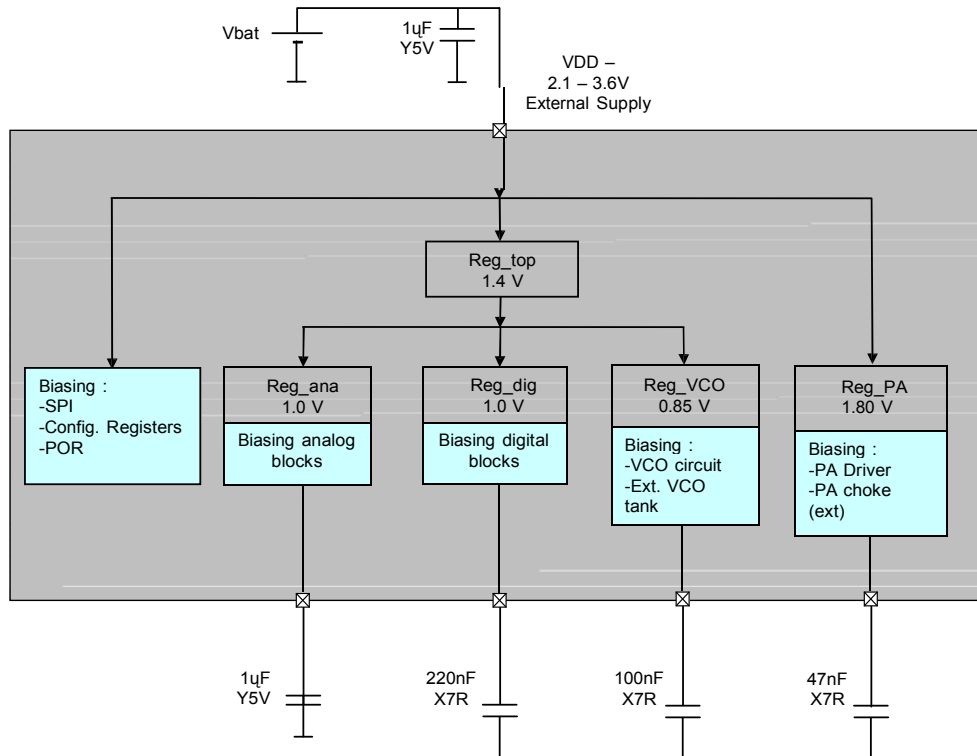 Vbat
1ɥF
Y5V
VDD –
2.1 – 3.6V
External Supply
Reg_top
1.4 V
Biasing :
-SPI
-Config. Registers
-POR
Reg_ana
1.0 V
Biasing analog
blocks
Reg_dig
1.0 V
Biasing digital
blocks
Reg_VCO
0.85 V
Biasing :
-VCO circuit
-Ext. VCO
tank
Reg_PA
1.80 V
Biasing :
-PA Driver
-PA choke
(ext)
1ɥF
Y5V
220nF
X7R
100nF
X7R
47nF
X7R